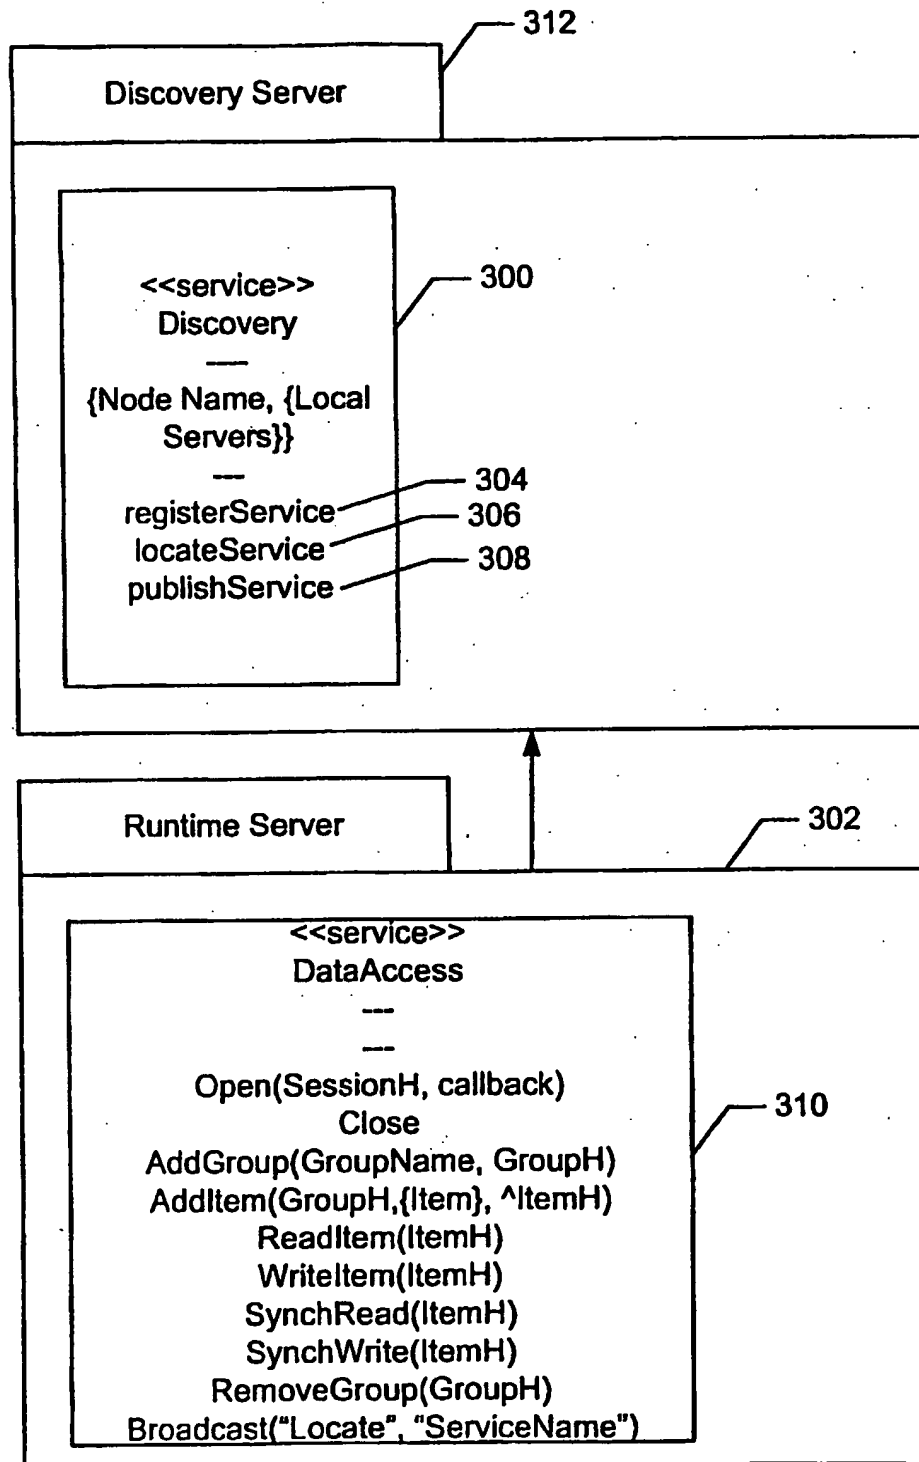 312
Discovery Server
<<service>>
300
Discovery
----
{Node Name, {Local
Servers}}
---
304
registerService
306
locateService
308
publishService
Runtime Server
302
<<service>>
DataAccess
---
---
Open(SessionH, callback)
Close
310
AddGroup(GroupName, GroupH)
AddItem(GroupH,{Item}, ^ItemH)
ReadItem(ItemH)
WriteItem(ItemH)
SynchRead(ItemH)
SynchWrite(ItemH)
RemoveGroup(GroupH)
Broadcast("Locate", "ServiceName")